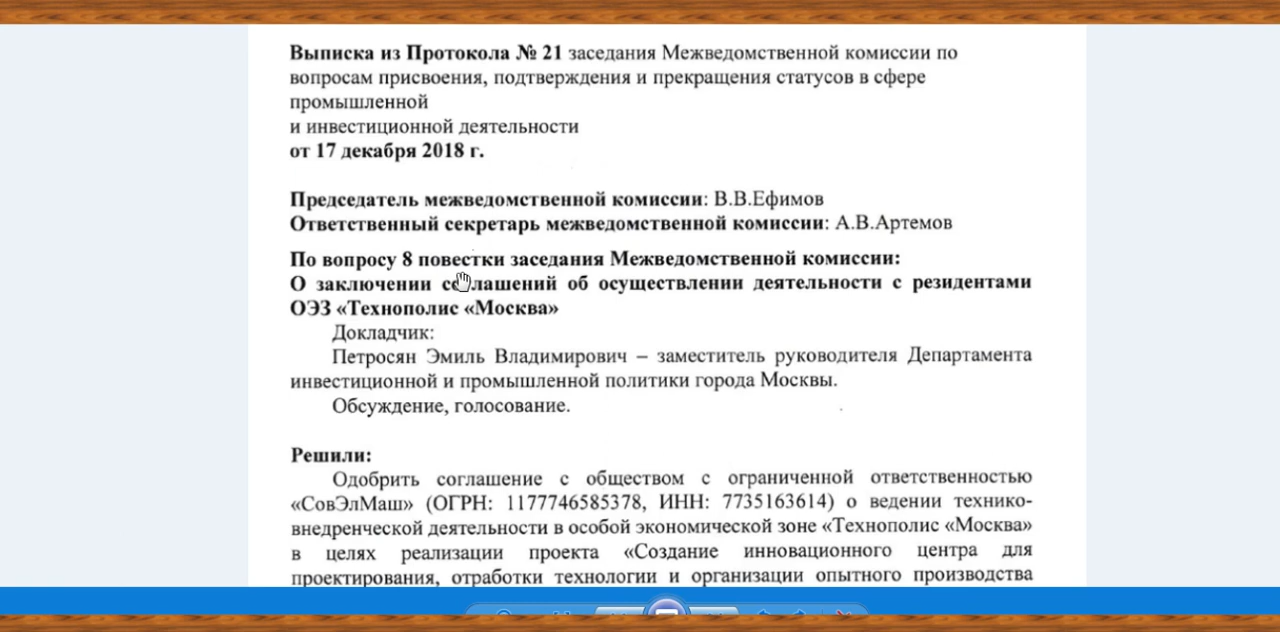 Выписка из Протокола № 21 заседания Межведомственной комиссии по
вопросам присвоения, подтверждения и прекращения статусов в сфере
промышленной
и инвестиционной деятельности
от 17 декабря 2018 г.
Председатель межведомственной комиссии: В.В.Ефимов
Ответственный секретарь межведомственной комиссии: А.В.Артемов
По вопросу 8 повестки заседания Межведомственной комиссии:
О заключении соглашений об осуществлении деятельности с резидентами
ОЭЗ «Технополис «Москва»
Докладчик:
Петросян Эмиль Владимирович – заместитель руководителя Департамента
инвестиционной и промышленной политики города Москвы.
Обсуждение, голосование.
Решили:
Одобрить соглашение с обществом с ограниченной ответственностью
«СовЭлМаш» (ОГРН: 1177746585378, ИНН: 7735163614) о ведении технико-
внедренческой деятельности в особой экономической зоне «Технополис «Москва»
в целях реализации проекта «Создание инновационного центра для
проектирования, отработки технологии и организации опытного производства